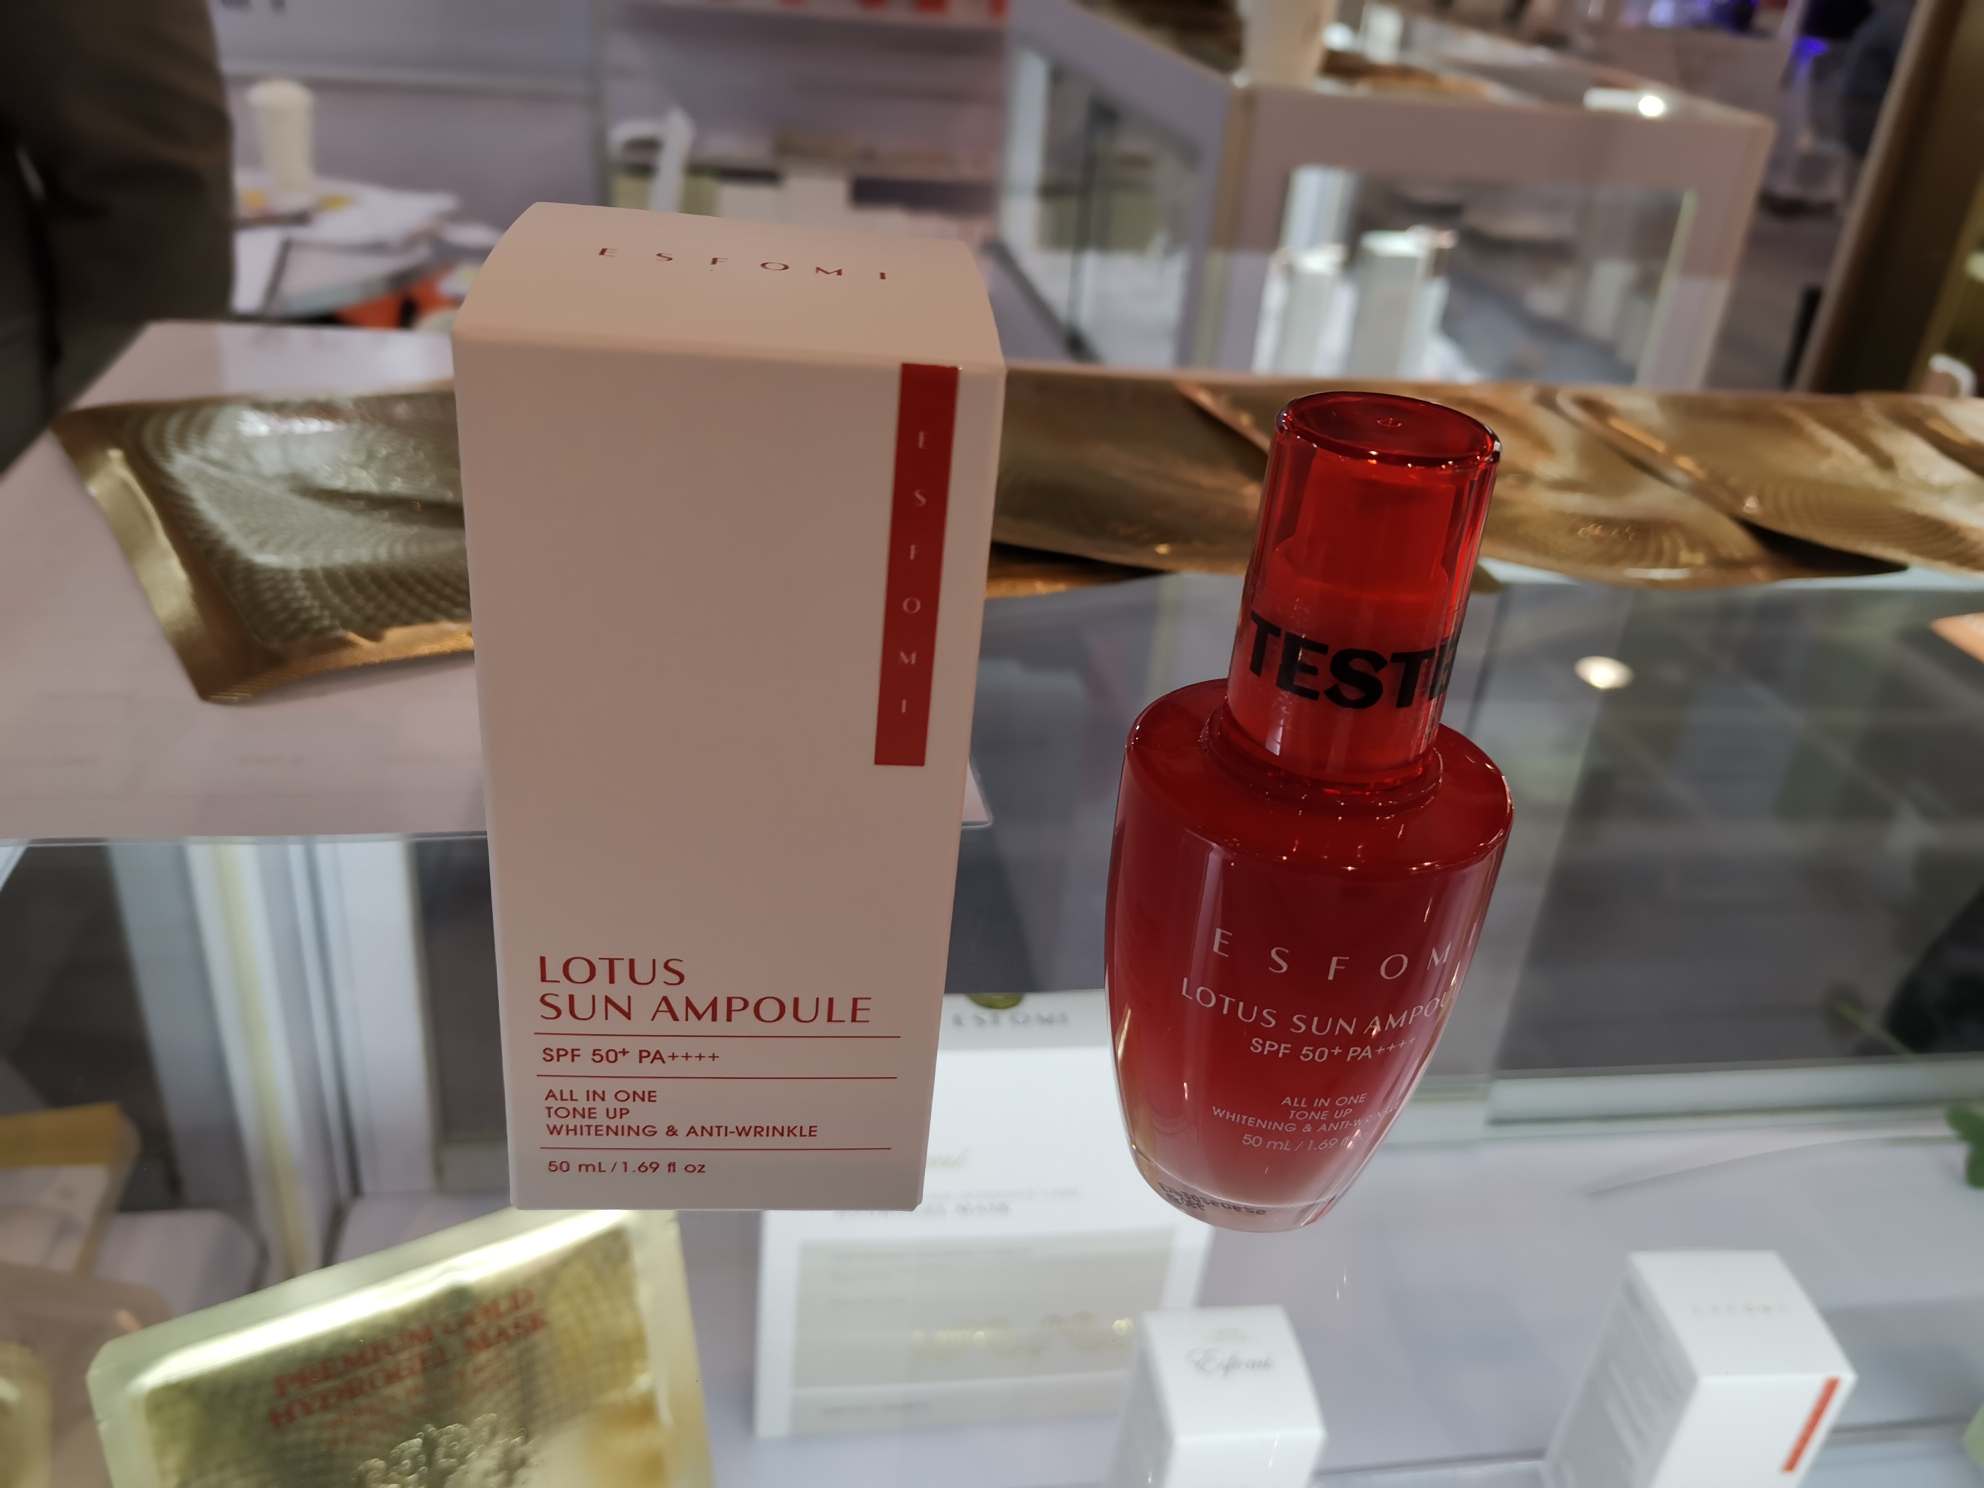 ESFOMI
ESFOMI
LOTUS
SUN AMPOULE
SPF 50+ PA++++
ALL IN ONE
TONE UP
WHITENING & ANTI-WRINKLE
50 mL / 1.69 fl oz
TESTE
ESFOM
LOTUS SUN AMPOU
SPF 50+ PA++++
ALL IN ONE
TONE UP
WHITENING &
50 mL / 1.69
ESFOMI
PREMIUM GOLD
HYDROGEL MASK
Esfomi